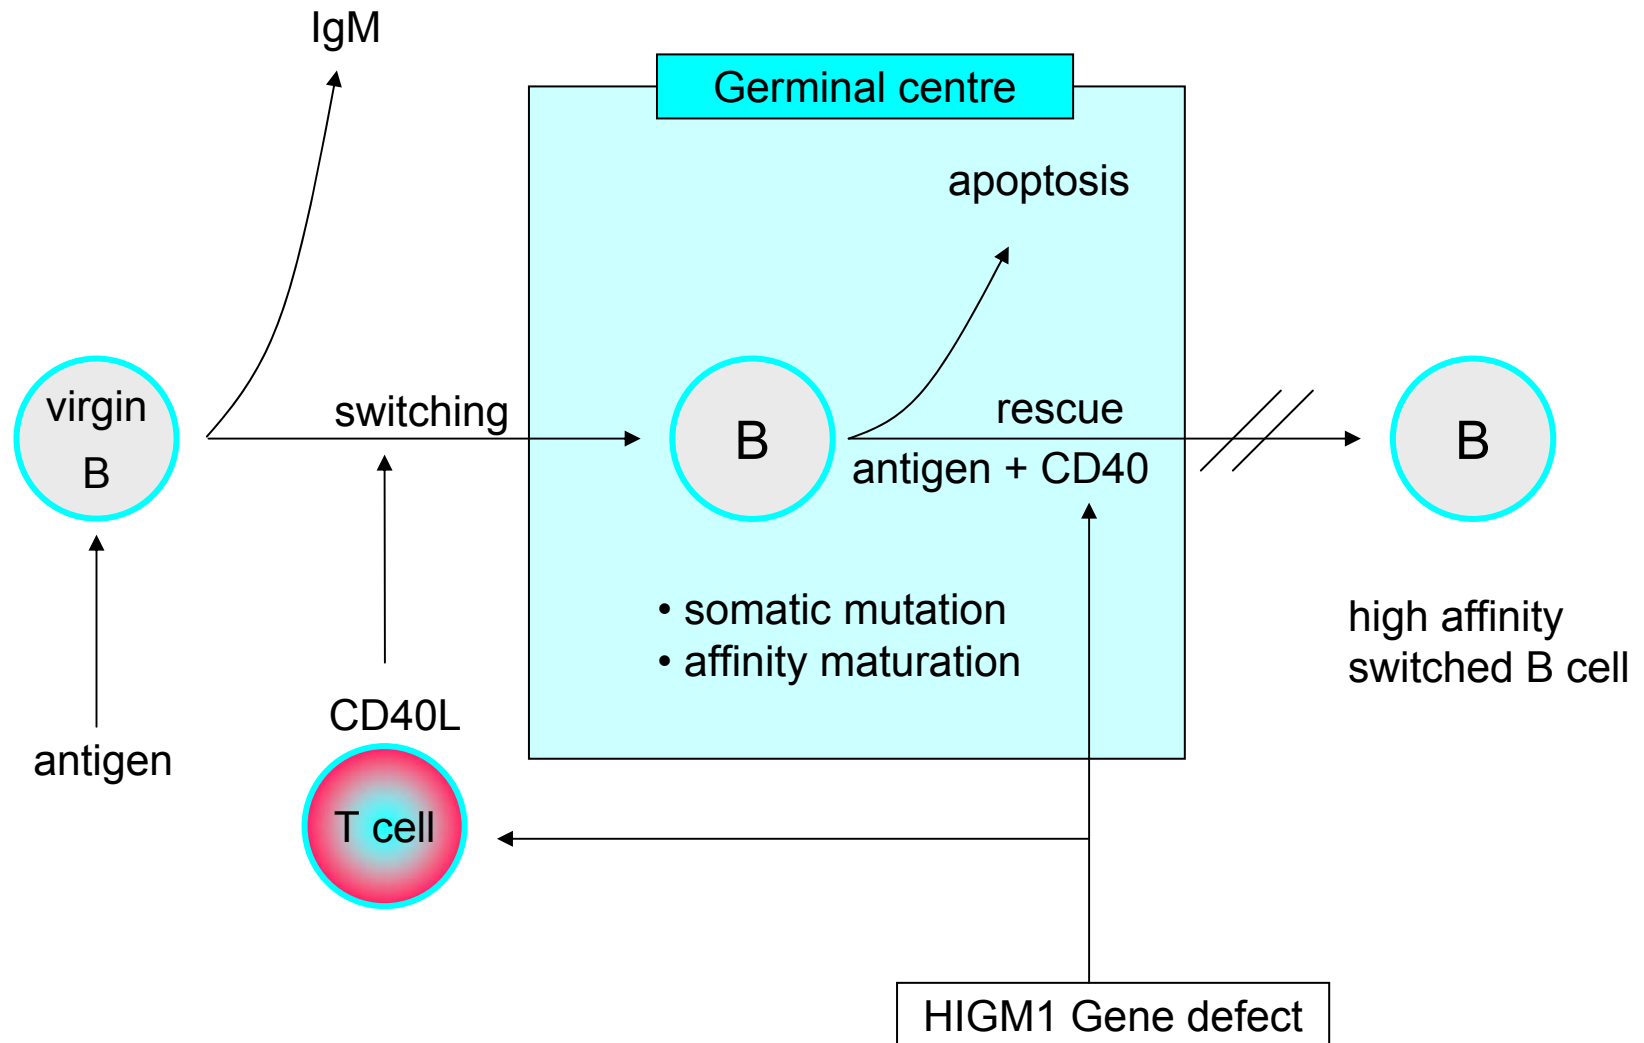 IgM
Germinal centre
apoptosis
virgin
B
switching
B
rescue
antigen + CD40
B
• somatic mutation
• affinity maturation
high affinity
switched B cell
CD40L
antigen
T cell
HIGM1 Gene defect